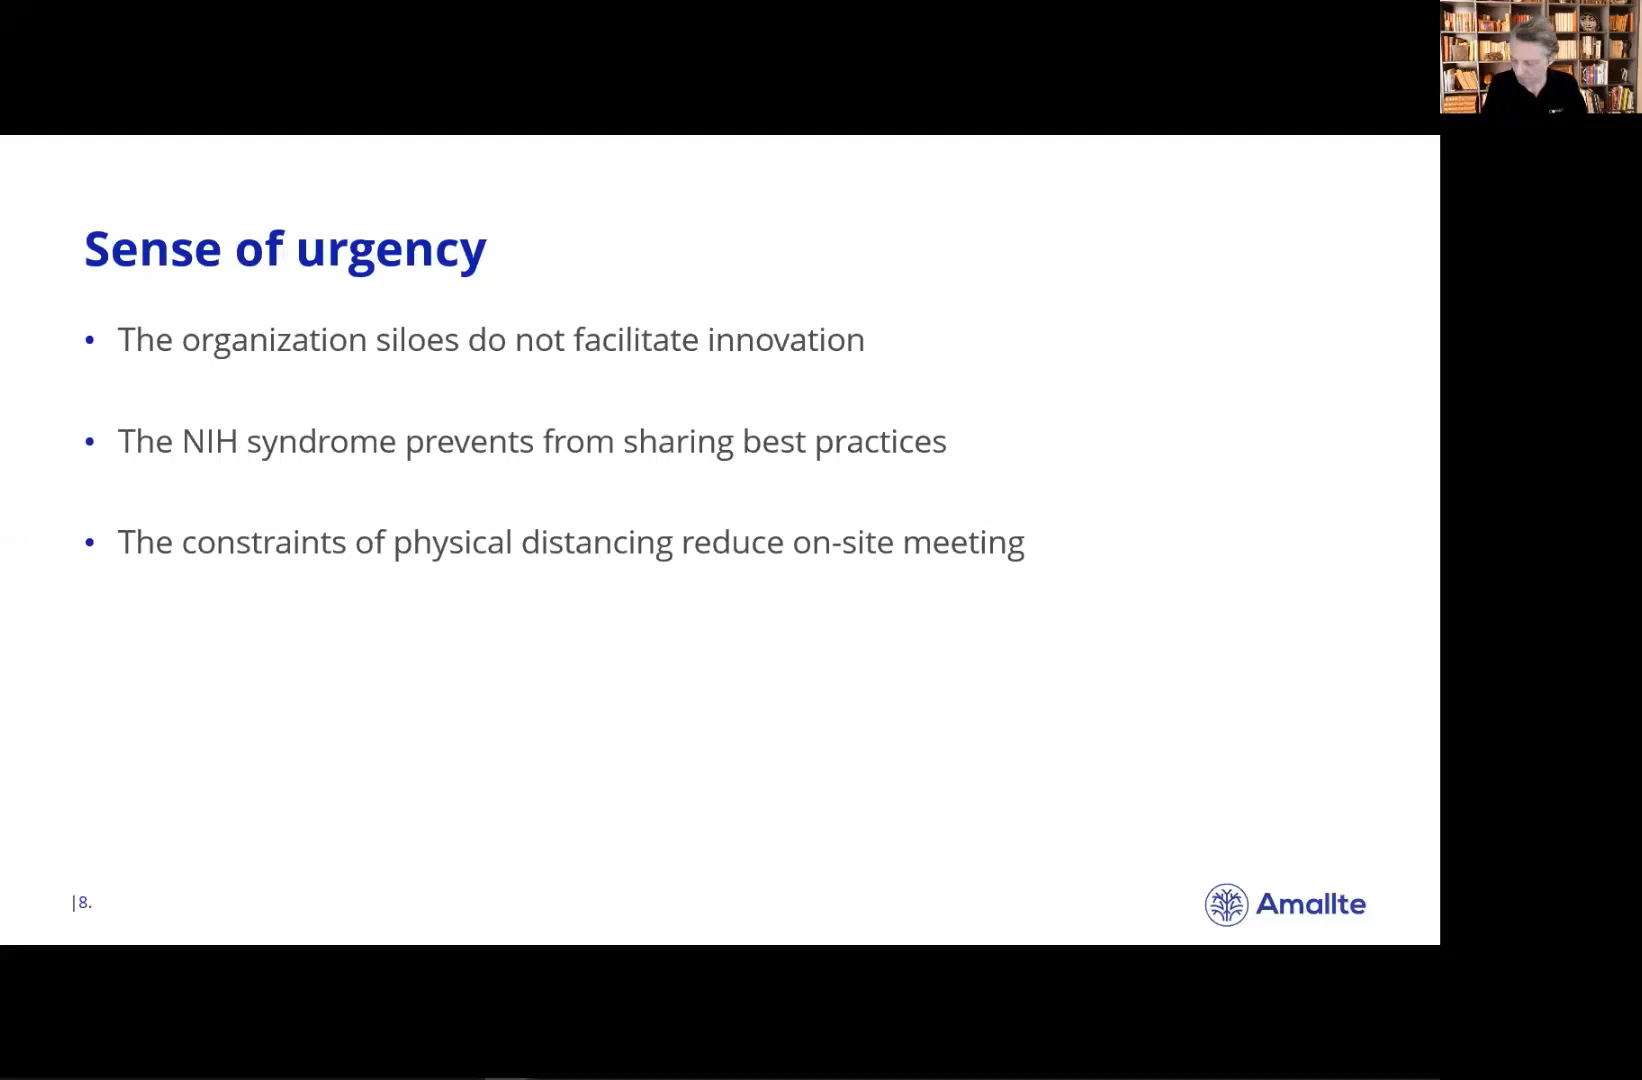 Sense of urgency
• The organization siloes do not facilitate innovation
• The NIH syndrome prevents from sharing best practices
• The constraints of physical distancing reduce on-site meeting
|8.
Amallte